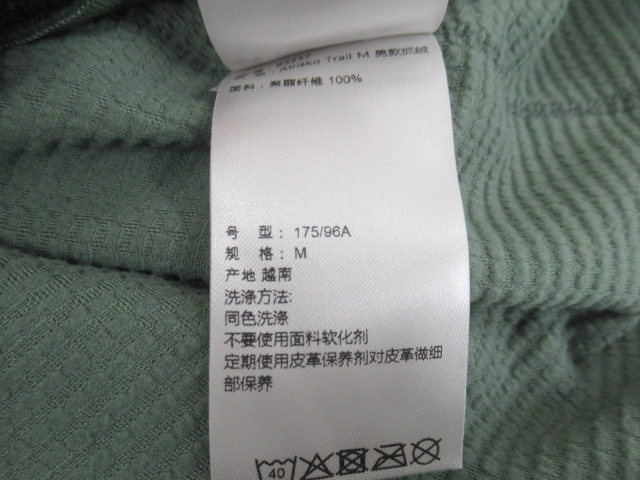 Abisko Trail M 男款抓绒
面料: 聚酯纤维 100%
号 型: 175/96A
规 格: M
产地 越南
洗涤方法:
同色洗涤
不要使用面料软化剂
定期使用皮革保养剂对皮革做细
部保养
40